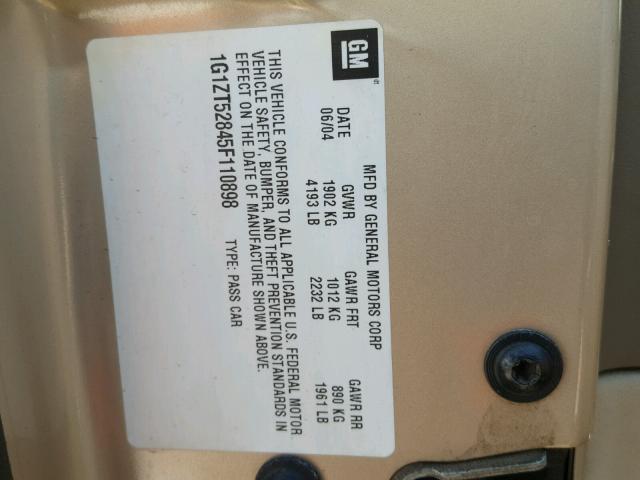 GM
MFD BY GENERAL MOTORS CORP
DATE GVWR GAWR FRT GAWR RR
06/04 1902 KG 1012 KG 890 KG
4193 LB 2232 LB 1961 LB
THIS VEHICLE CONFORMS TO ALL APPLICABLE U.S. FEDERAL MOTOR
VEHICLE SAFETY, BUMPER, AND THEFT PREVENTION STANDARDS IN
EFFECT ON THE DATE OF MANUFACTURE SHOWN ABOVE.
1G1ZT52845F110898 TYPE: PASS CAR